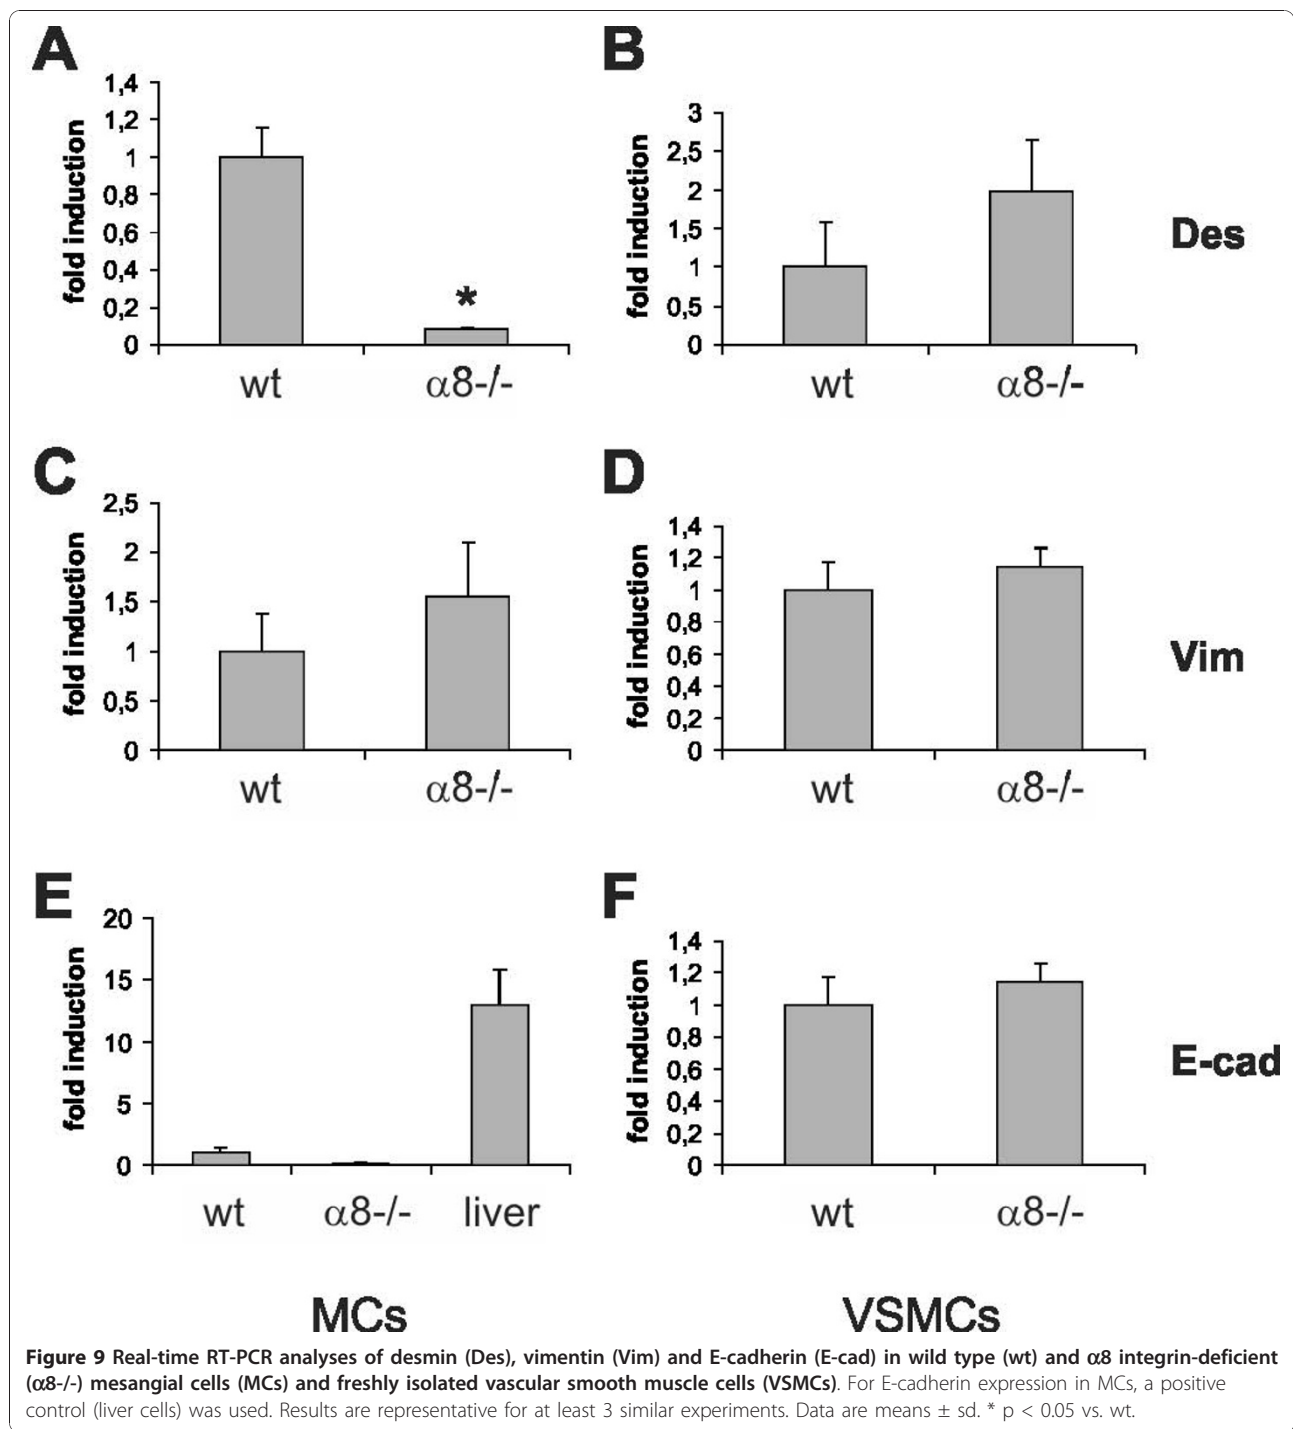 A
1,4
1,2
1
0,8
0,6
0,4
0,2
0
fold induction
*
wt
α8-/-
B
3
2,5
2
1,5
1
0,5
0
fold induction
wt
α8-/-
Des
C
2,5
2
1,5
1
0,5
0
fold induction
wt
α8-/-
D
1,4
1,2
1
0,8
0,6
0,4
0,2
0
fold induction
wt
α8-/-
Vim
E
20
15
10
5
0
fold induction
wt
α8-/-
liver
F
1,4
1,2
1
0,8
0,6
0,4
0,2
0
fold induction
wt
α8-/-
E-cad
MCs
VSMCs
Figure 9 Real-time RT-PCR analyses of desmin (Des), vimentin (Vim) and E-cadherin (E-cad) in wild type (wt) and α8 integrin-deficient
(α8-/-) mesangial cells (MCs) and freshly isolated vascular smooth muscle cells (VSMCs). For E-cadherin expression in MCs, a positive
control (liver cells) was used. Results are representative for at least 3 similar experiments. Data are means ± sd. * p < 0.05 vs. wt.